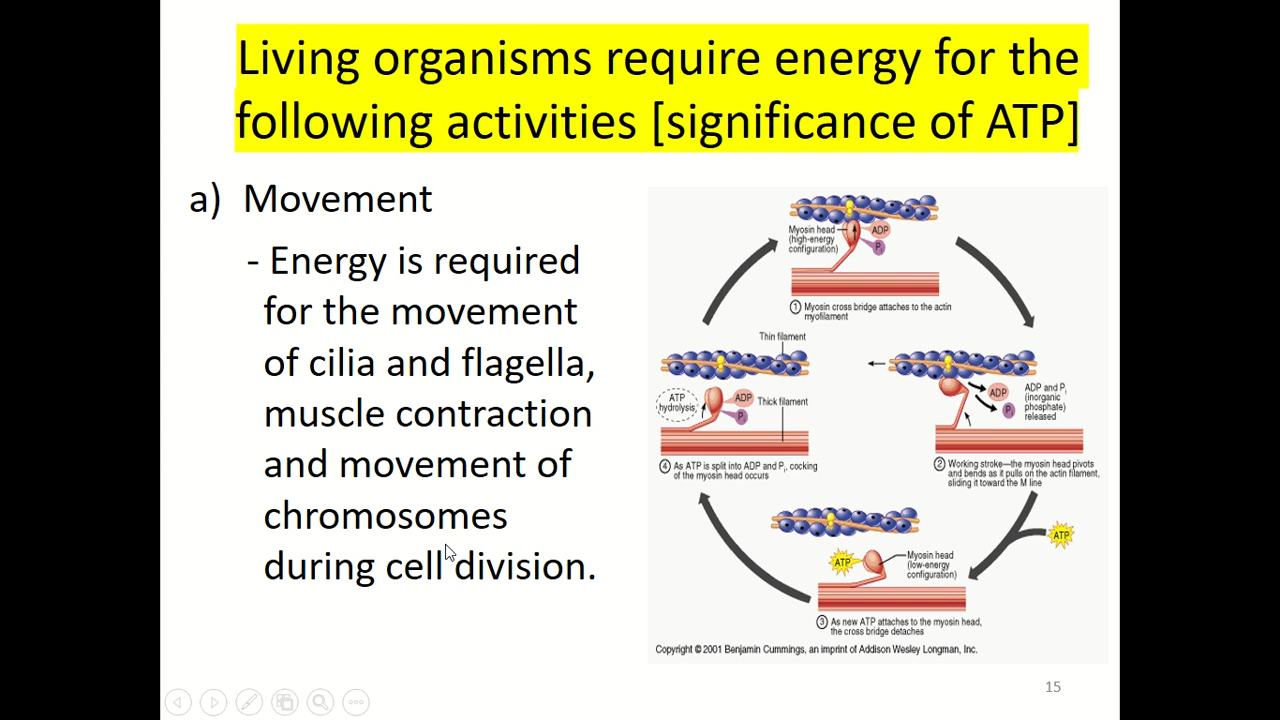 Living organisms require energy for the
following activities [significance of ATP]
a) Movement
- Energy is required
for the movement
of cilia and flagella,
muscle contraction
and movement of
chromosomes
during cell division.
Myosin head
(high-energy
configuration)
ADP
Pi
1 Myosin cross bridge attaches to the actin
myofilament
Thin filament
ATP
hydrolysis
ADP
Pi
Thick filament
4 As ATP is split into ADP and Pi, cocking
of the myosin head occurs
ADP
Pi
ADP and Pi
(inorganic
phosphate)
released
2 Working stroke—the myosin head pivots
and bends as it pulls on the actin filament,
sliding it toward the M line
ATP
ATP
Myosin head
(low-energy
configuration)
3 As new ATP attaches to the myosin head,
the cross bridge detaches
Copyright © 2001 Benjamin Cummings, an imprint of Addison Wesley Longman, Inc.
15